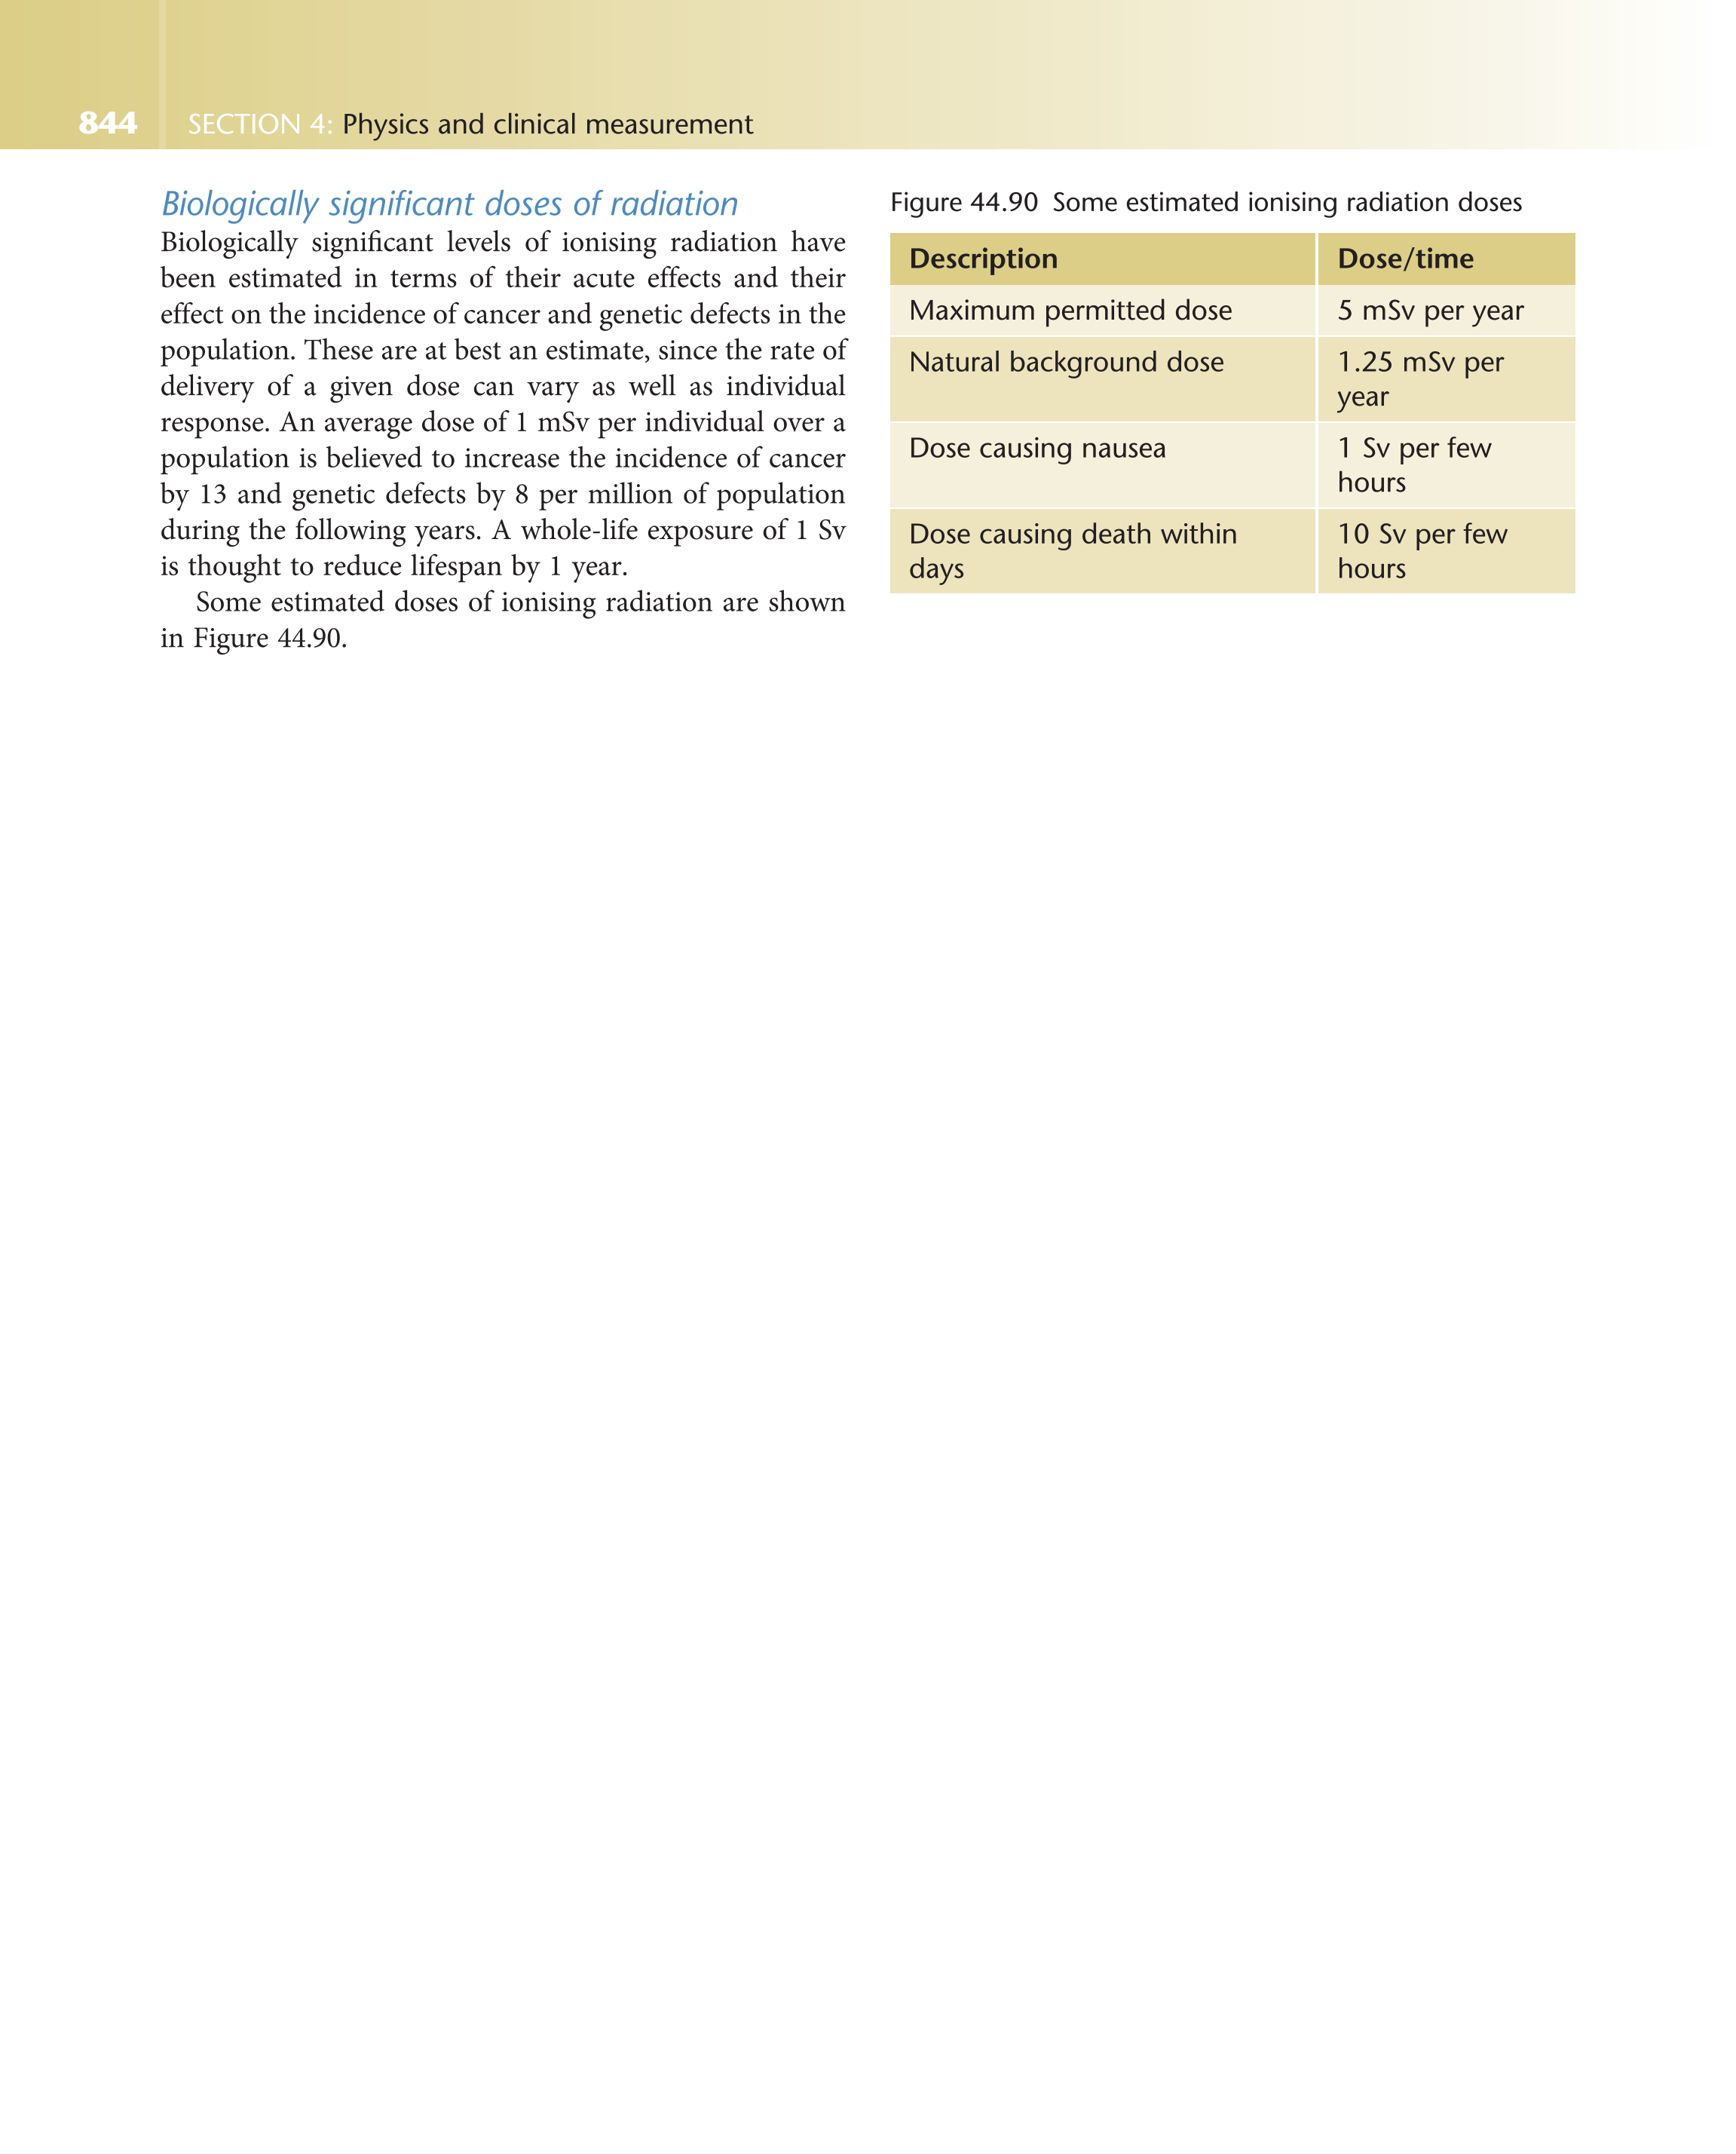 844 SECTION 4: Physics and clinical measurement
Biologically significant doses of radiation
Biologically significant levels of ionising radiation have
been estimated in terms of their acute effects and their
effect on the incidence of cancer and genetic defects in the
population. These are at best an estimate, since the rate of
delivery of a given dose can vary as well as individual
response. An average dose of 1 mSv per individual over a
population is believed to increase the incidence of cancer
by 13 and genetic defects by 8 per million of population
during the following years. A whole-life exposure of 1 Sv
is thought to reduce lifespan by 1 year.
Some estimated doses of ionising radiation are shown
in Figure 44.90.
Figure 44.90 Some estimated ionising radiation doses
Description Dose/time
Maximum permitted dose 5 mSv per year
Natural background dose 1.25 mSv per
year
Dose causing nausea 1 Sv per few
hours
Dose causing death within 10 Sv per few
days hours